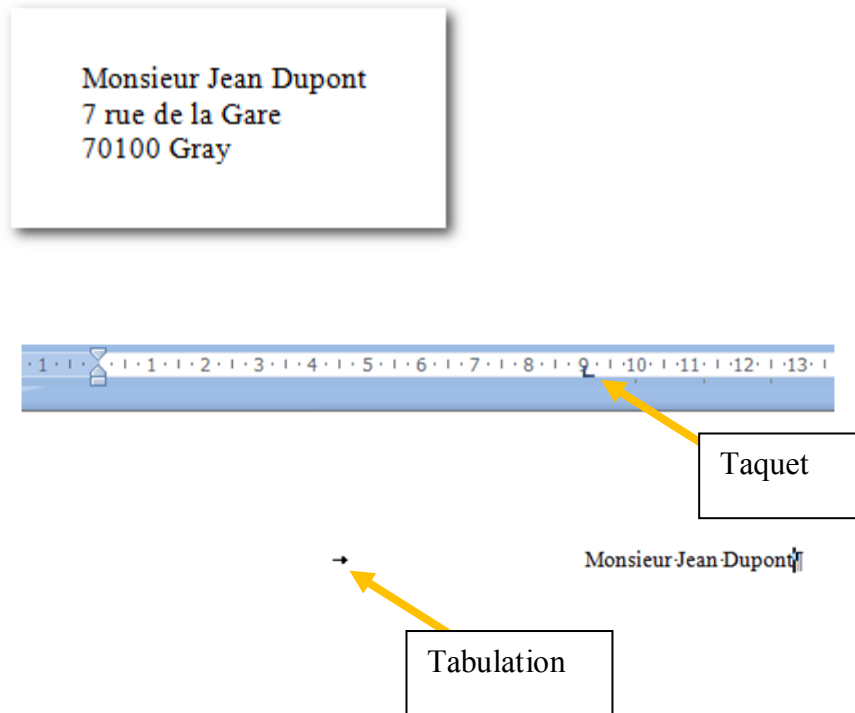 Monsieur Jean Dupont
7 rue de la Gare
70100 Gray
·1·ı·ı·1·ı·2·ı·3·ı·4·ı·5·ı·6·ı·7·ı·8·ı·9·ı·10·ı·11·ı·12·ı·13·ı
Taquet
→ Monsieur·Jean·Dupont¶
Tabulation